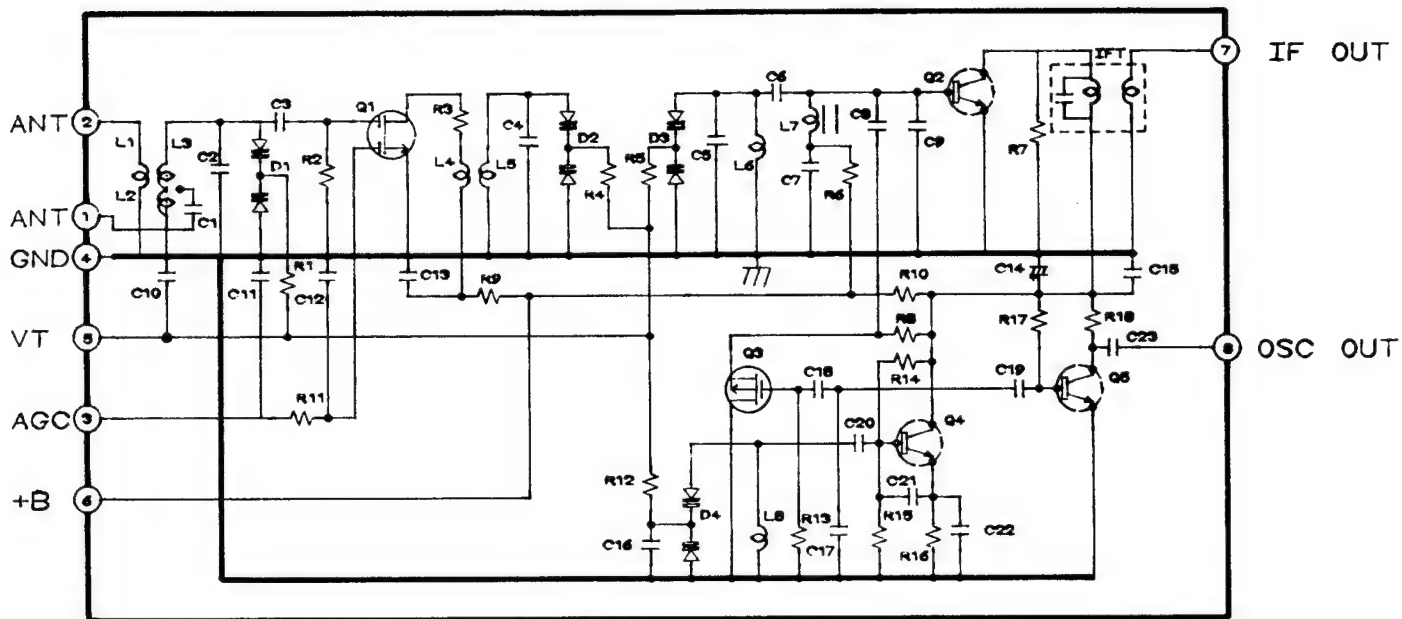 7 IF OUT
IFT
Q2
C6
C3
Q1
R3
ANT 2
L1
L3
C2
D1
R2
C4
D2
D3
L7
C8
C9
R7
L4
L5
R5
R4
C5
L6
C7
R6
L2
ANT 1
C1
GND 4
C10
C11
R1
C12
C13
R9
R10
C14
C15
VT 5
R8
R17
R18
C23
8 OSC OUT
Q3
C18
R14
C19
Q5
AGC 3
R11
C20
Q4
+B 6
R12
D4
L8
R13
C21
R15
C16
C17
R16
C22